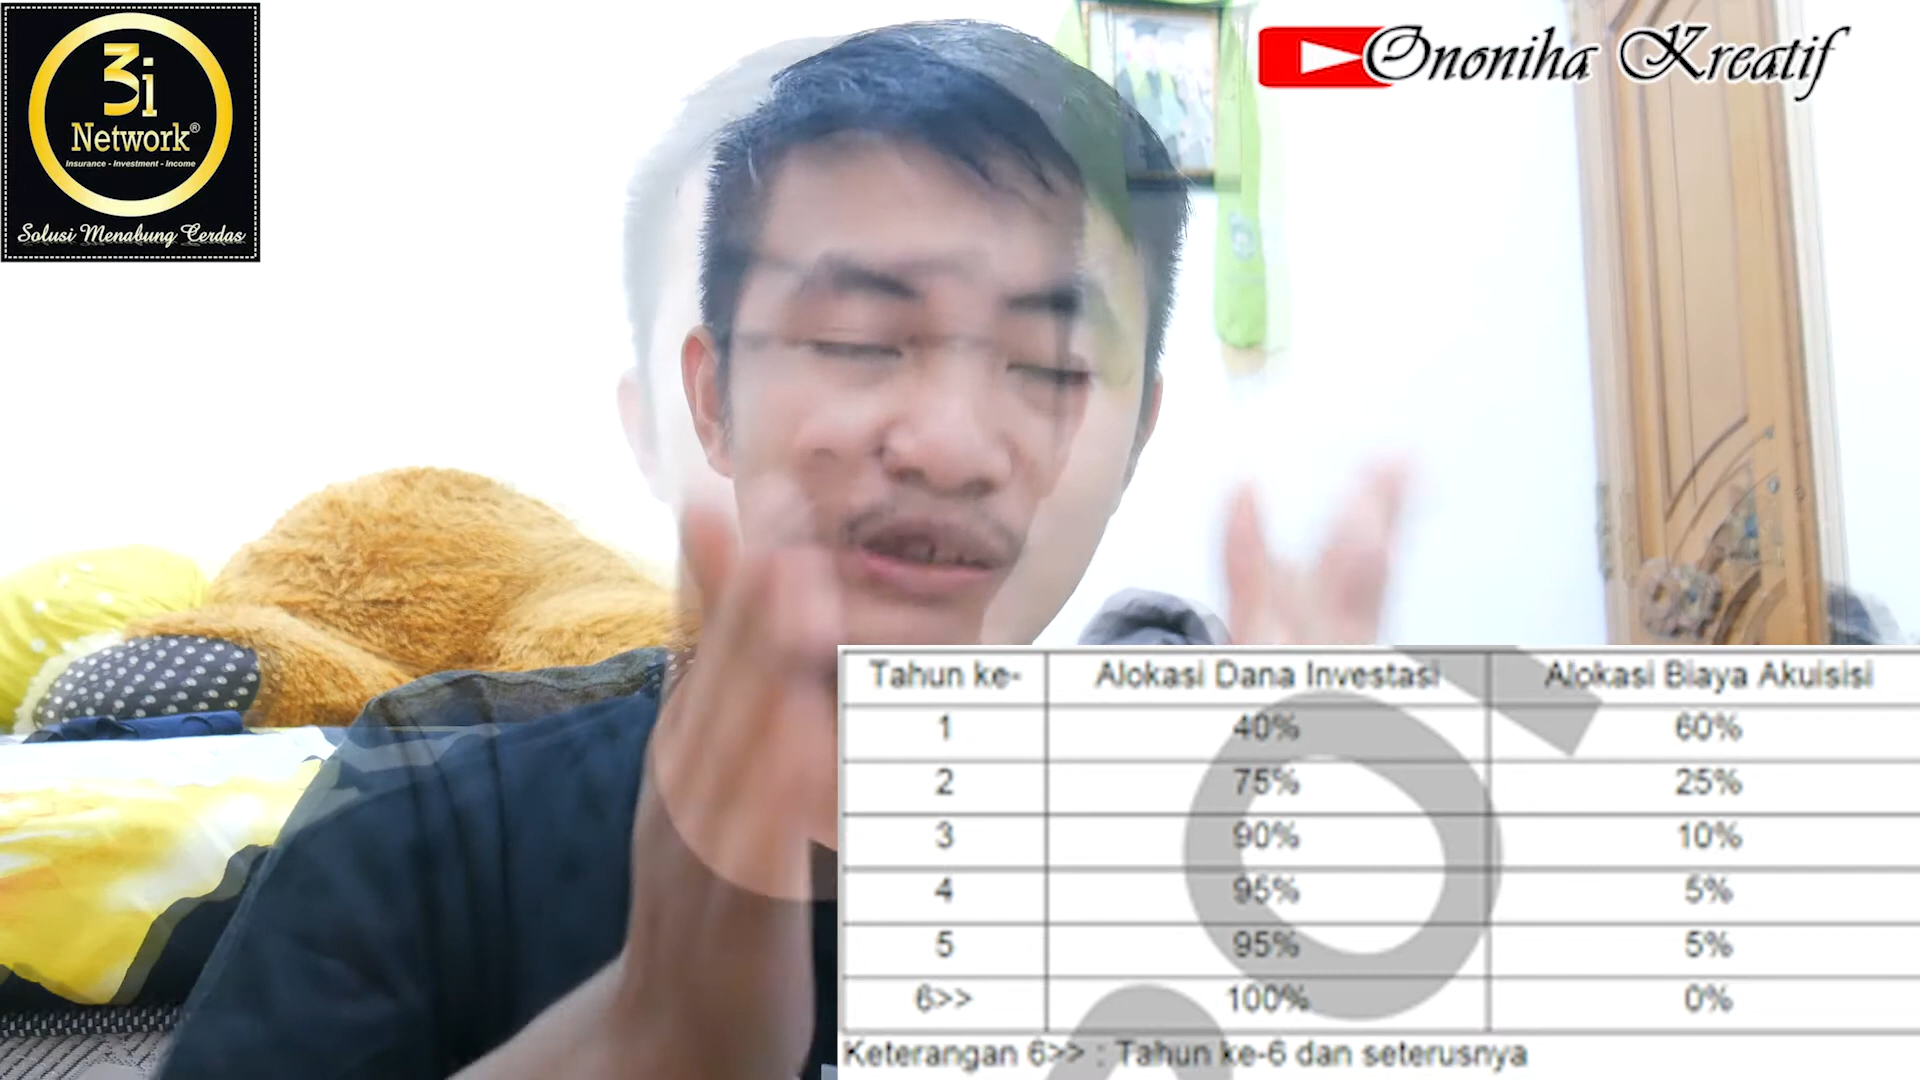 3i
Network®
Insurance - Investment - Income
Solusi Menabung Cerdas
Ononiha Kreatif
Tahun ke- Alokasi Dana Investasi Alokasi Biaya Akuisisi
1 40% 60%
2 75% 25%
3 90% 10%
4 95% 5%
5 95% 5%
6>> 100% 0%
Keterangan 6>> : Tahun ke-6 dan seterusnya